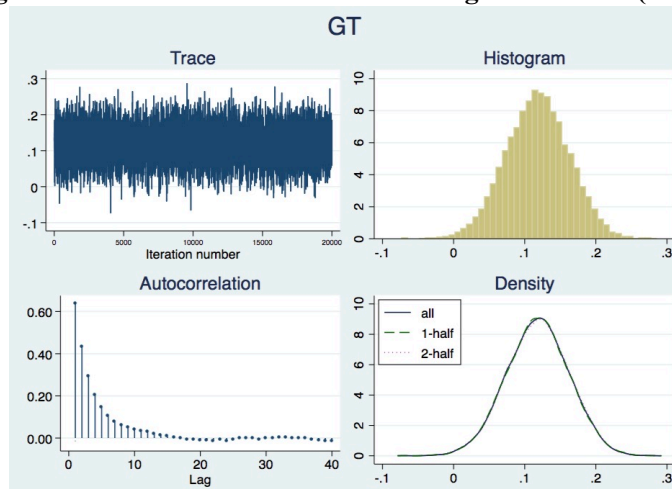 GT
Trace
.3
.2
.1
0
-.1
0 5000 10000 15000 20000
Iteration number
Histogram
10
8
6
4
2
0
-.1 0 .1 .2 .3
Autocorrelation
0.60
0.40
0.20
0.00
0 10 20 30 40
Lag
Density
all
1-half
2-half
10
8
6
4
2
0
-.1 0 .1 .2 .3